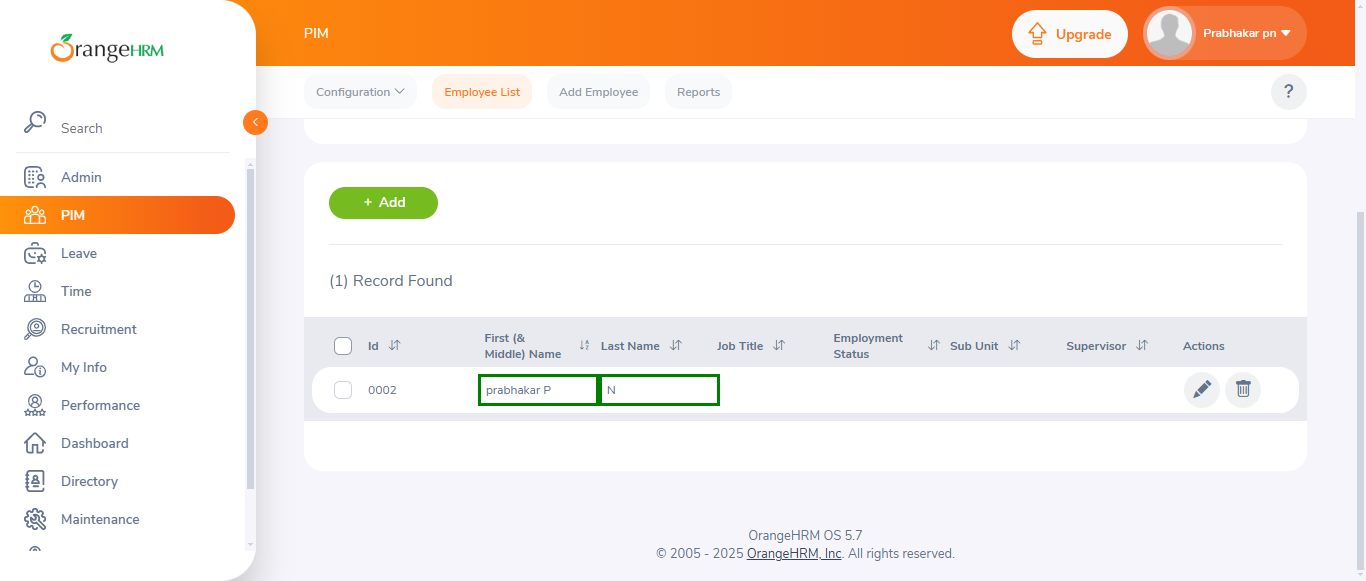 OrangeHRM
PIM
Upgrade
Prabhakar pn
Configuration
Employee List
Add Employee
Reports
?
Search
Admin
PIM
Leave
Time
Recruitment
My Info
Performance
Dashboard
Directory
Maintenance
+ Add
(1) Record Found
Id
First (& Middle) Name
Last Name
Job Title
Employment Status
Sub Unit
Supervisor
Actions
0002
prabhakar P
N
OrangeHRM OS 5.7
© 2005 - 2025 OrangeHRM, Inc. All rights reserved.